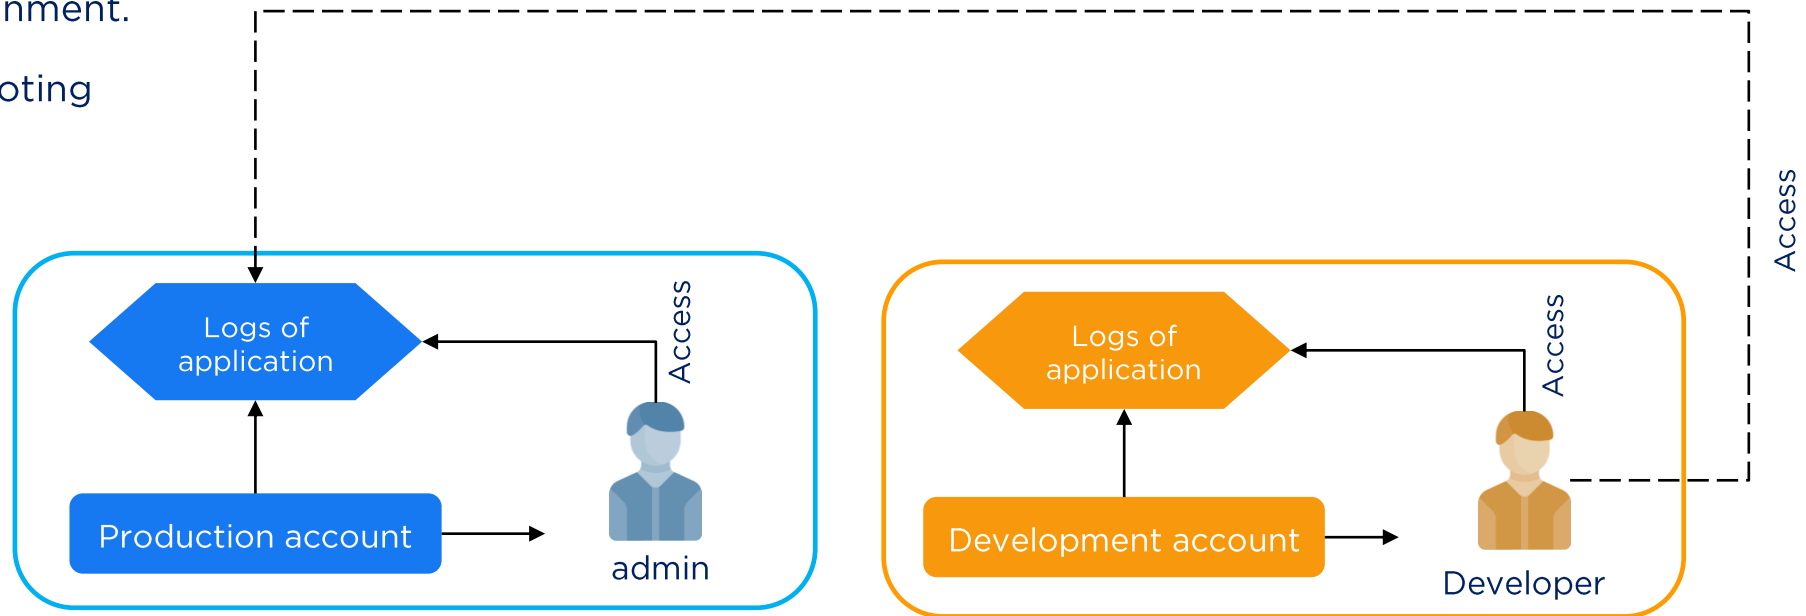 nment.
oting
Access
Logs of
application
Access
Production account
admin
Logs of
application
Access
Development account
Developer